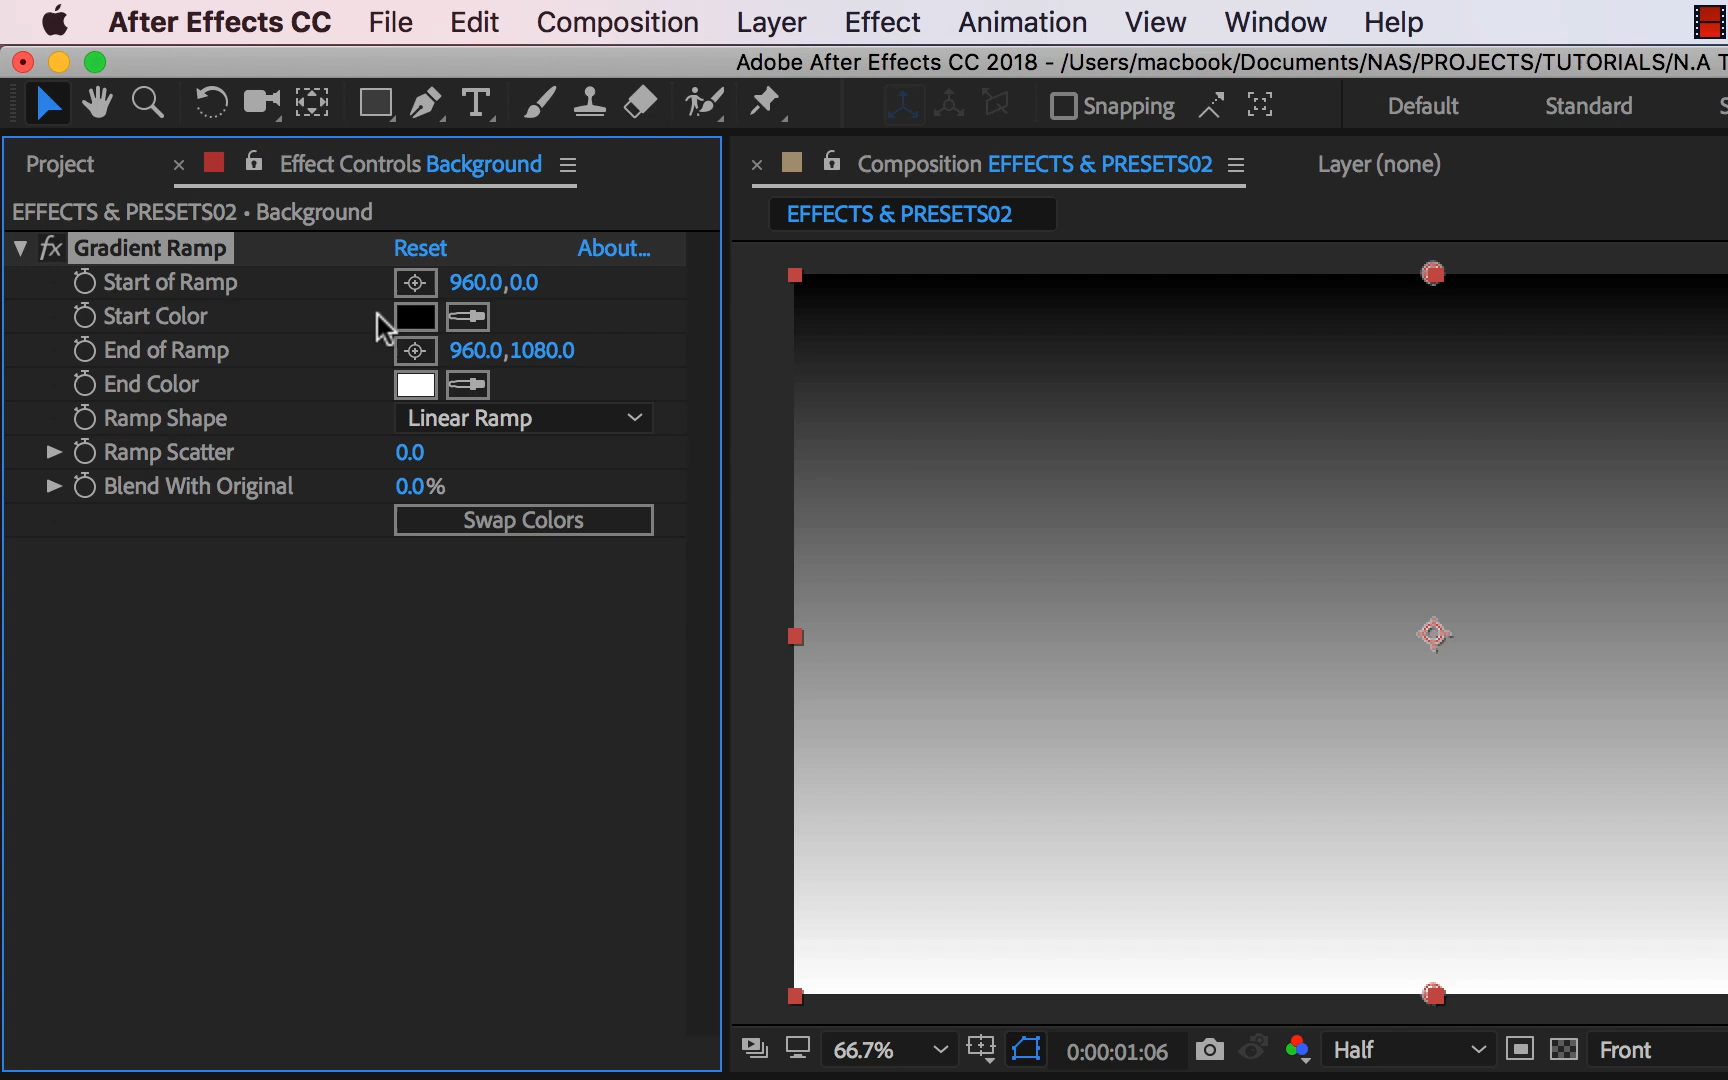 After Effects CC File Edit Composition Layer Effect Animation View Window Help
Adobe After Effects CC 2018 - /Users/macbook/Documents/NAS/PROJECTS/TUTORIALS/N.A T
Snapping Default Standard S
Project × Effect Controls Background
EFFECTS & PRESETS02 • Background
fx Gradient Ramp Reset About...
Start of Ramp 960.0,0.0
Start Color
End of Ramp 960.0,1080.0
End Color
Ramp Shape Linear Ramp
Ramp Scatter 0.0
Blend With Original 0.0%
Swap Colors
× Composition EFFECTS & PRESETS02 Layer (none)
EFFECTS & PRESETS02
66.7% 0:00:01:06 Half Front